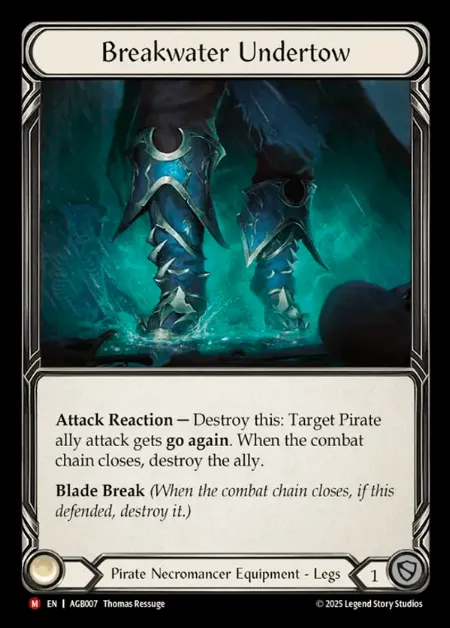 Breakwater Undertow
Attack Reaction — Destroy this: Target Pirate
ally attack gets go again. When the combat
chain closes, destroy the ally.
Blade Break (When the combat chain closes, if this
defended, destroy it.)
Pirate Necromancer Equipment - Legs
1
M EN | AGB007 Thomas Ressuge
© 2025 Legend Story Studios